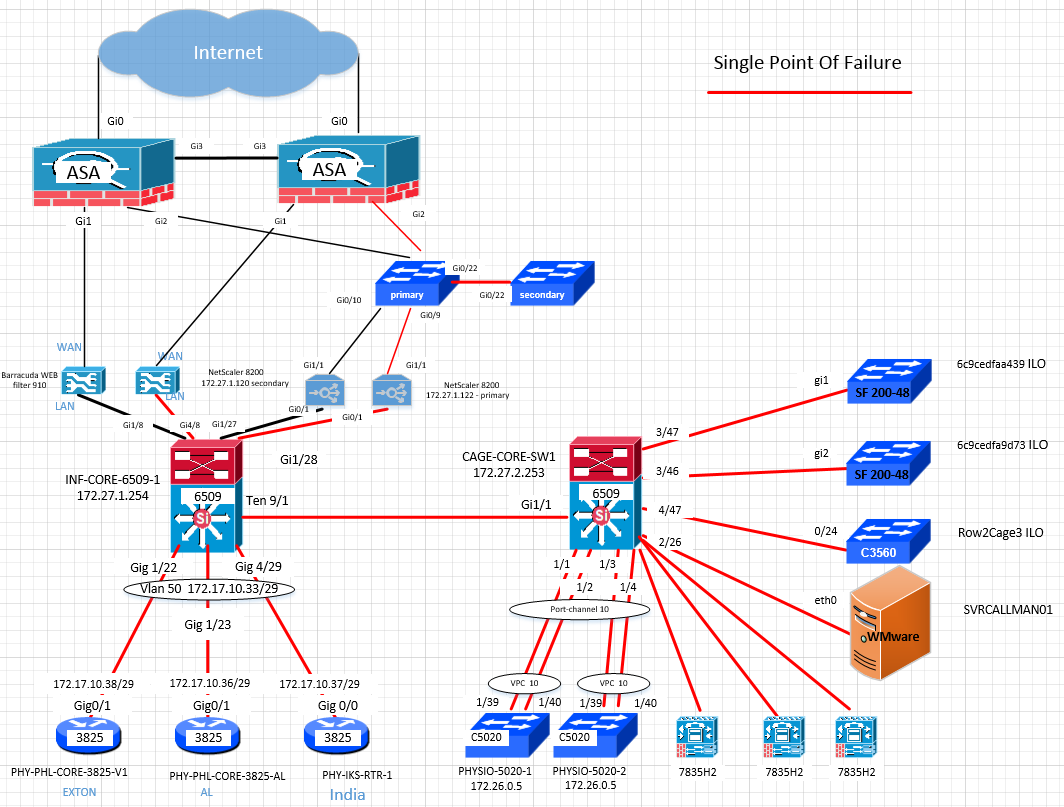 Internet
Single Point Of Failure
Gi0
Gi0
ASA
Gi3
Gi3
ASA
Gi1
Gi2
Gi1
Gi2
Gi0/22
primary
Gi0/22
secondary
Gi0/10
Gi0/9
WAN
WAN
Barracuda WEB
filter 910
LAN
LAN
NetScaler 8200
172.27.1.120 secondary
Gi1/1
Gi1/1
NetScaler 8200
172.27.1.122 - primary
Gi0/1
Gi0/1
Gi1/8
Gi4/8
Gi1/27
Gi1/28
INF-CORE-6509-1
172.27.1.254
6509
Si
Ten 9/1
CAGE-CORE-SW1
172.27.2.253
6509
Si
Gi1/1
3/47
3/46
4/47
2/26
gi1
SF 200-48
6c9cedfaa439 ILO
gi2
SF 200-48
6c9cedfa9d73 ILO
0/24
C3560
Row2Cage3 ILO
eth0
WMware
SVRCALLMAN01
Gig 1/22
Gig 4/29
Vlan 50 172.17.10.33/29
Gig 1/23
172.17.10.38/29
172.17.10.36/29
172.17.10.37/29
Gig0/1
Gig0/1
Gig 0/0
3825
3825
3825
PHY-PHL-CORE-3825-V1
EXTON
PHY-PHL-CORE-3825-AL
AL
PHY-IKS-RTR-1
India
1/1
1/3
1/2
1/4
Port-channel 10
VPC 10
VPC 10
1/39
1/40
1/39
1/40
C5020
C5020
PHYSIO-5020-1
172.26.0.5
PHYSIO-5020-2
172.26.0.5
7835H2
7835H2
7835H2